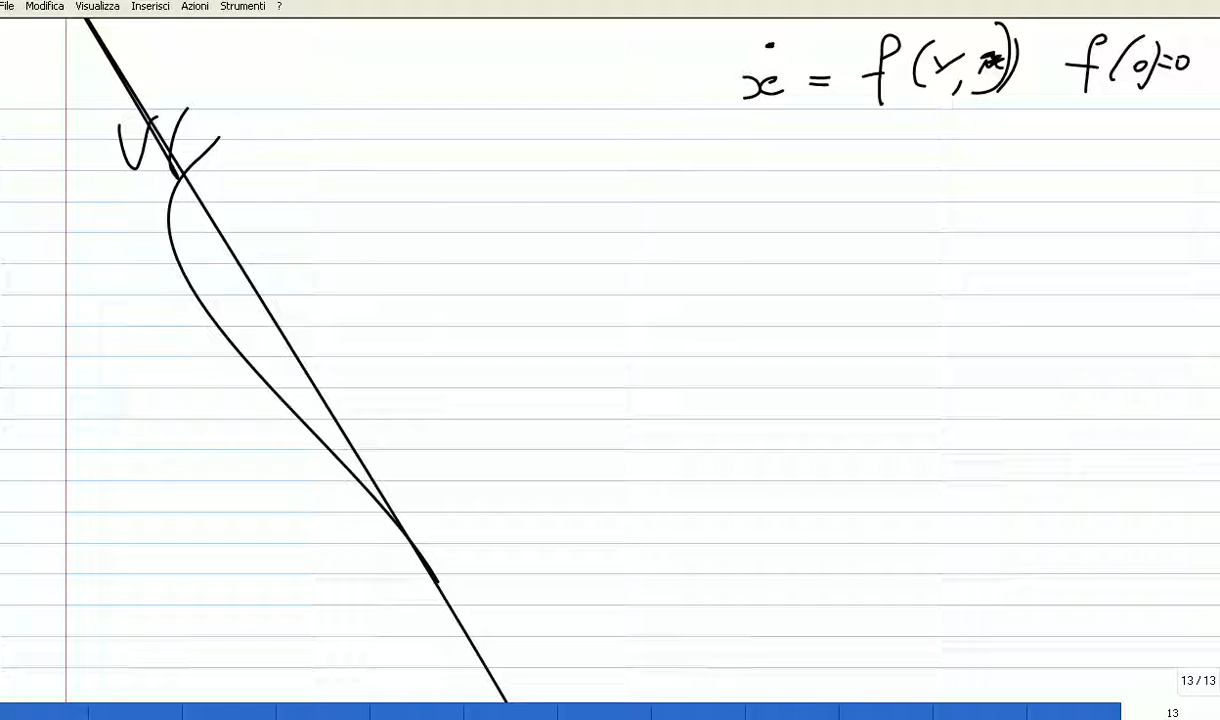 File Modifica Visualizza Inserisci Azioni Strumenti ?
ẋ = f(r, x)) f(0)=0
V(
13 / 13
13